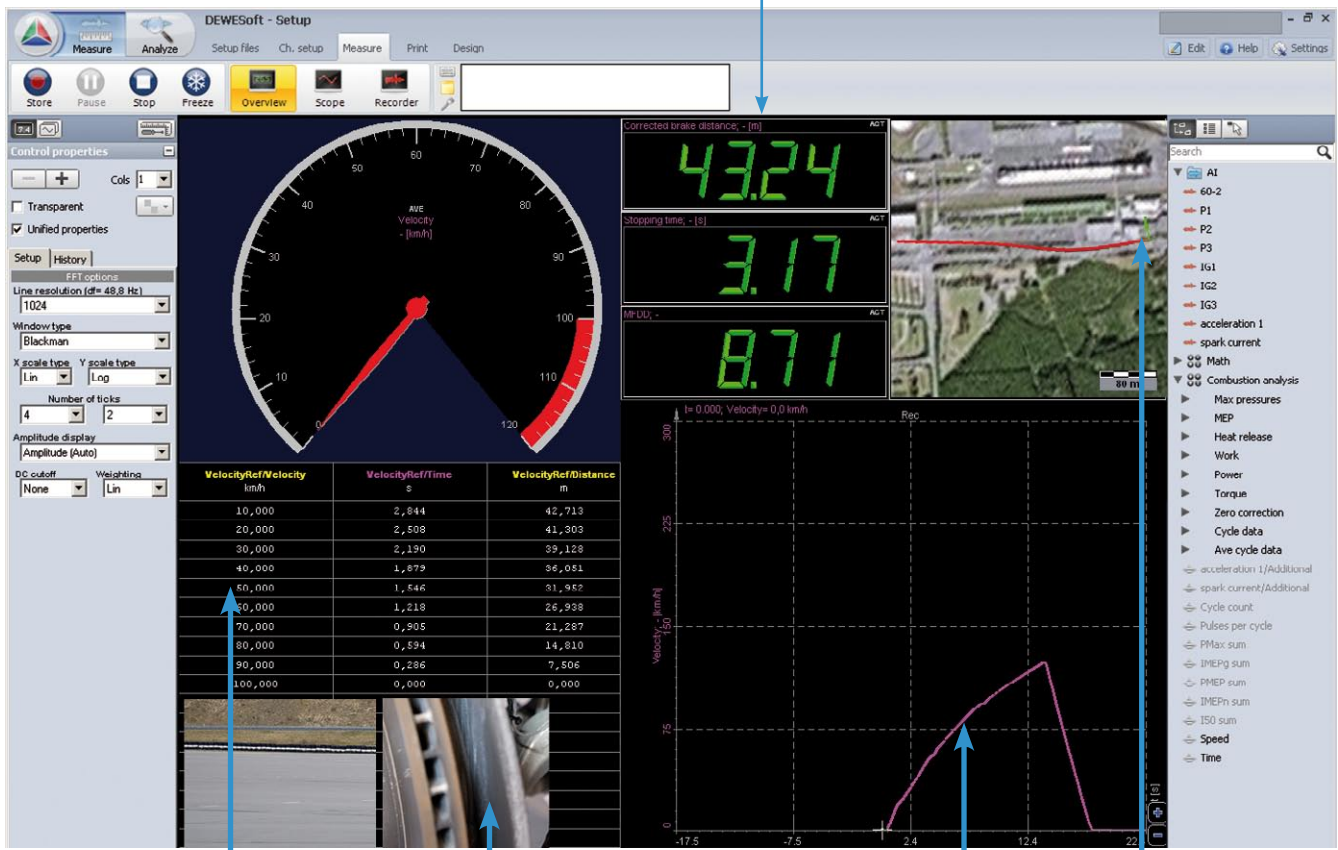 DEWESoft - Setup
Measure Analyze Setup files Ch. setup Measure Print Design
Edit Help Settings
Store Pause Stop Freeze Overview Scope Recorder
Control properties
Cols 1
Transparent
Unified properties
Setup History
FFT options
Line resolution (df= 48,8 Hz)
1024
Window type
Blackman
X scale type Y scale type
Lin Log
Number of ticks
4 2
Amplitude display
Amplitude (Auto)
DC cutoff Weighting
None Lin
0 10 20 30 40 50 60 70 80 90 100 110 120
AVE
Velocity
- [km/h]
Corrected brake distance; - [m] ACT
43.24
Stopping time; - [s] ACT
3.17
MFDD; - ACT
8.71
80 m
VelocityRef/Velocity VelocityRef/Time VelocityRef/Distance
km/h s m
10,000 2,844 42,713
20,000 2,508 41,303
30,000 2,190 39,128
40,000 1,879 36,051
50,000 1,546 31,952
60,000 1,218 26,938
70,000 0,905 21,287
80,000 0,594 14,810
90,000 0,286 7,506
100,000 0,000 0,000
t= 0.000; Velocity= 0,0 km/h
Rec
300
225
150
75
0
Velocity; - [km/h]
-17.5 -7.5 2.4 12.4
t [s]
Search
AI
60-2
P1
P2
P3
IG1
IG2
IG3
acceleration 1
spark current
Math
Combustion analysis
Max pressures
MEP
Heat release
Work
Power
Torque
Zero correction
Cycle data
Ave cycle data
acceleration 1/Additional
spark current/Additional
Cycle count
Pulses per cycle
PMax sum
IMEPg sum
PMEP sum
IMEPn sum
I50 sum
Speed
Time